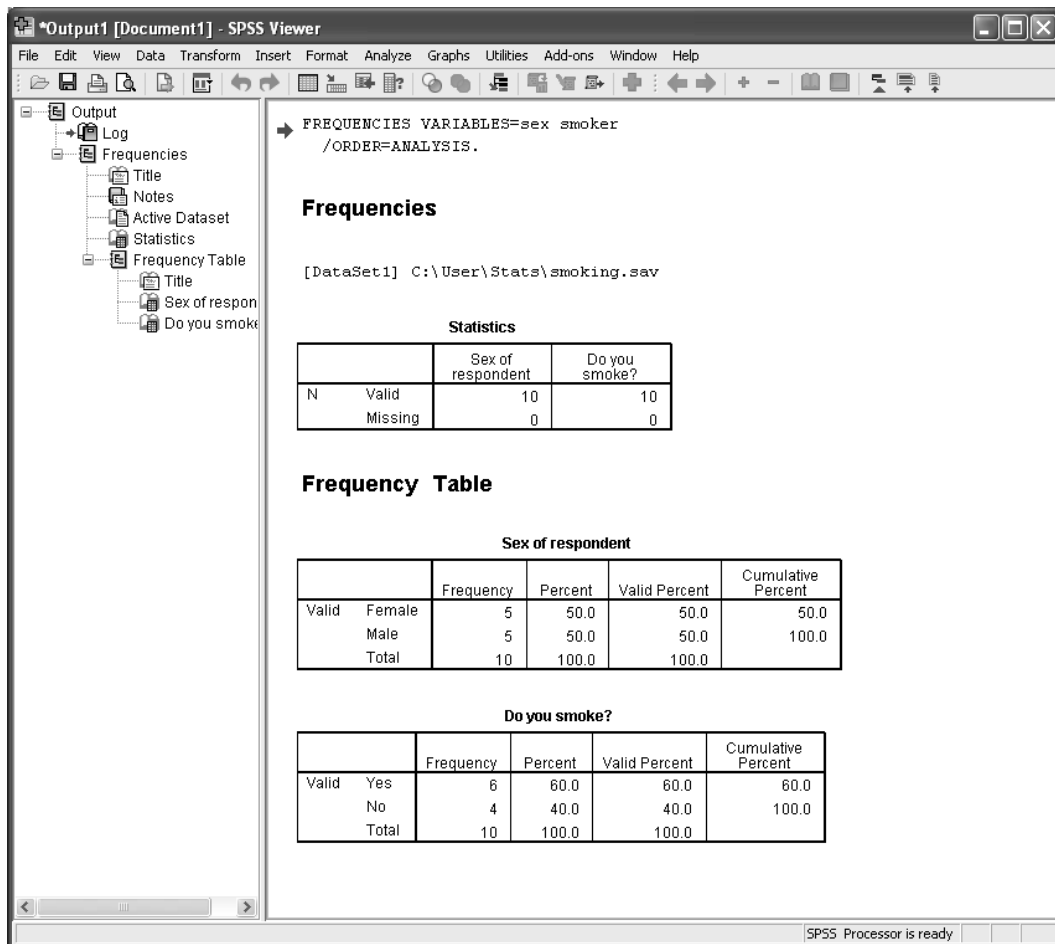 *Output1 [Document1] - SPSS Viewer
File Edit View Data Transform Insert Format Analyze Graphs Utilities Add-ons Window Help
Output
Log
Frequencies
Title
Notes
Active Dataset
Statistics
Frequency Table
Title
Sex of respon
Do you smoke
FREQUENCIES VARIABLES=sex smoker
/ORDER=ANALYSIS.
Frequencies
[DataSet1] C:\User\Stats\smoking.sav
Statistics
Sex of respondent Do you smoke?
N Valid 10 10
Missing 0 0
Frequency Table
Sex of respondent
Frequency Percent Valid Percent Cumulative Percent
Valid Female 5 50.0 50.0 50.0
Male 5 50.0 50.0 100.0
Total 10 100.0 100.0
Do you smoke?
Frequency Percent Valid Percent Cumulative Percent
Valid Yes 6 60.0 60.0 60.0
No 4 40.0 40.0 100.0
Total 10 100.0 100.0
SPSS Processor is ready